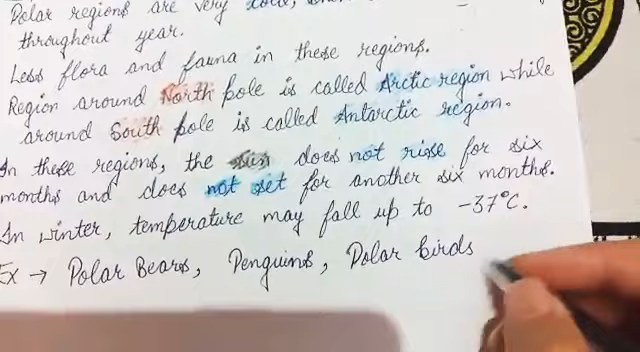 Polar regions are very cold,
throughout year.
Less flora and fauna in these regions.
Region around North pole is called Arctic region while
around South pole is called Antarctic region.
In these regions, the sun does not rise for six
months and does not set for another six months.
In winter, temperature may fall up to -37°C.
Ex → Polar Bears, Penguins, Polar birds